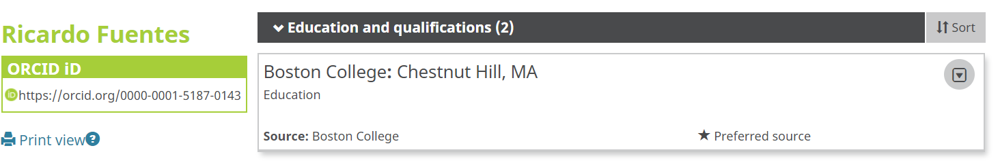 Ricardo Fuentes
ORCID iD
iD https://orcid.org/0000-0001-5187-0143
Print view ?
Education and qualifications (2)
Sort
Boston College: Chestnut Hill, MA
Education
Source: Boston College
Preferred source